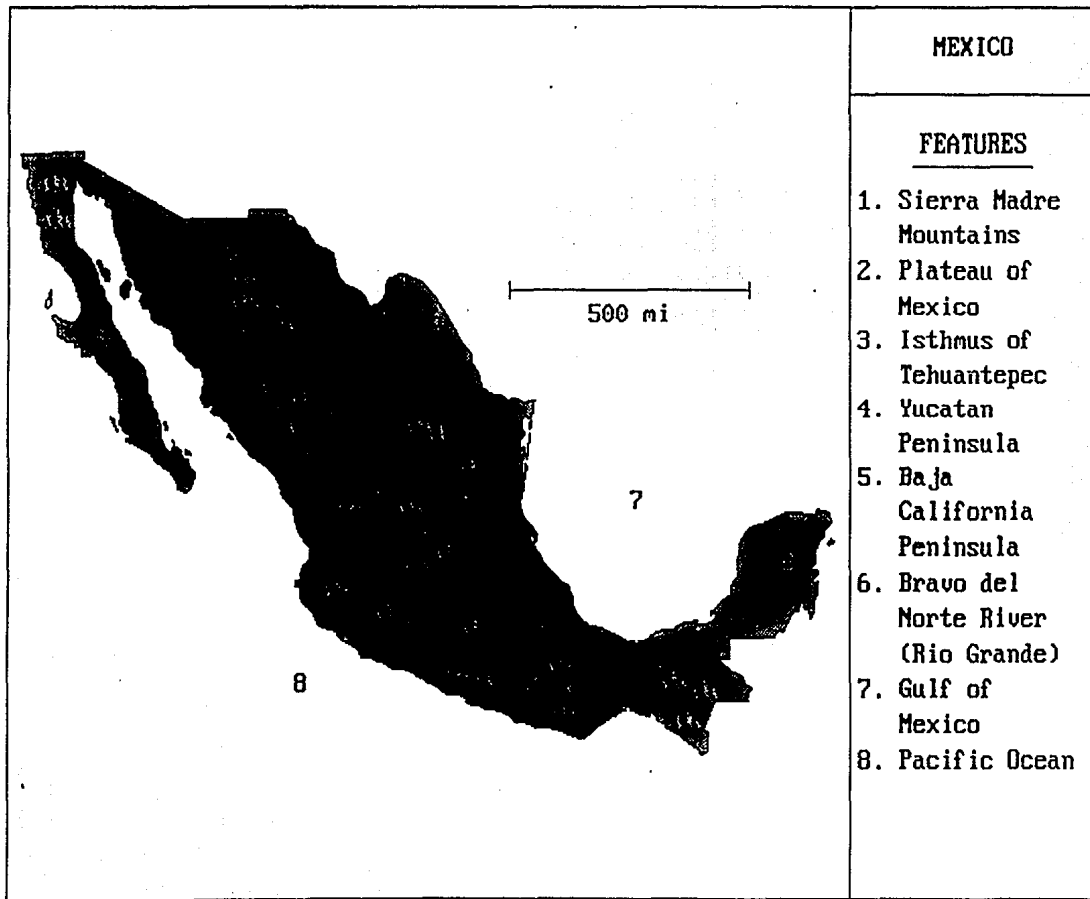 MEXICO
FEATURES
1. Sierra Madre
Mountains
2. Plateau of
Mexico
3. Isthmus of
Tehuantepec
4. Yucatan
Peninsula
5. Baja
California
Peninsula
6. Bravo del
Norte River
(Rio Grande)
7. Gulf of
Mexico
8. Pacific Ocean
500 mi
7
8